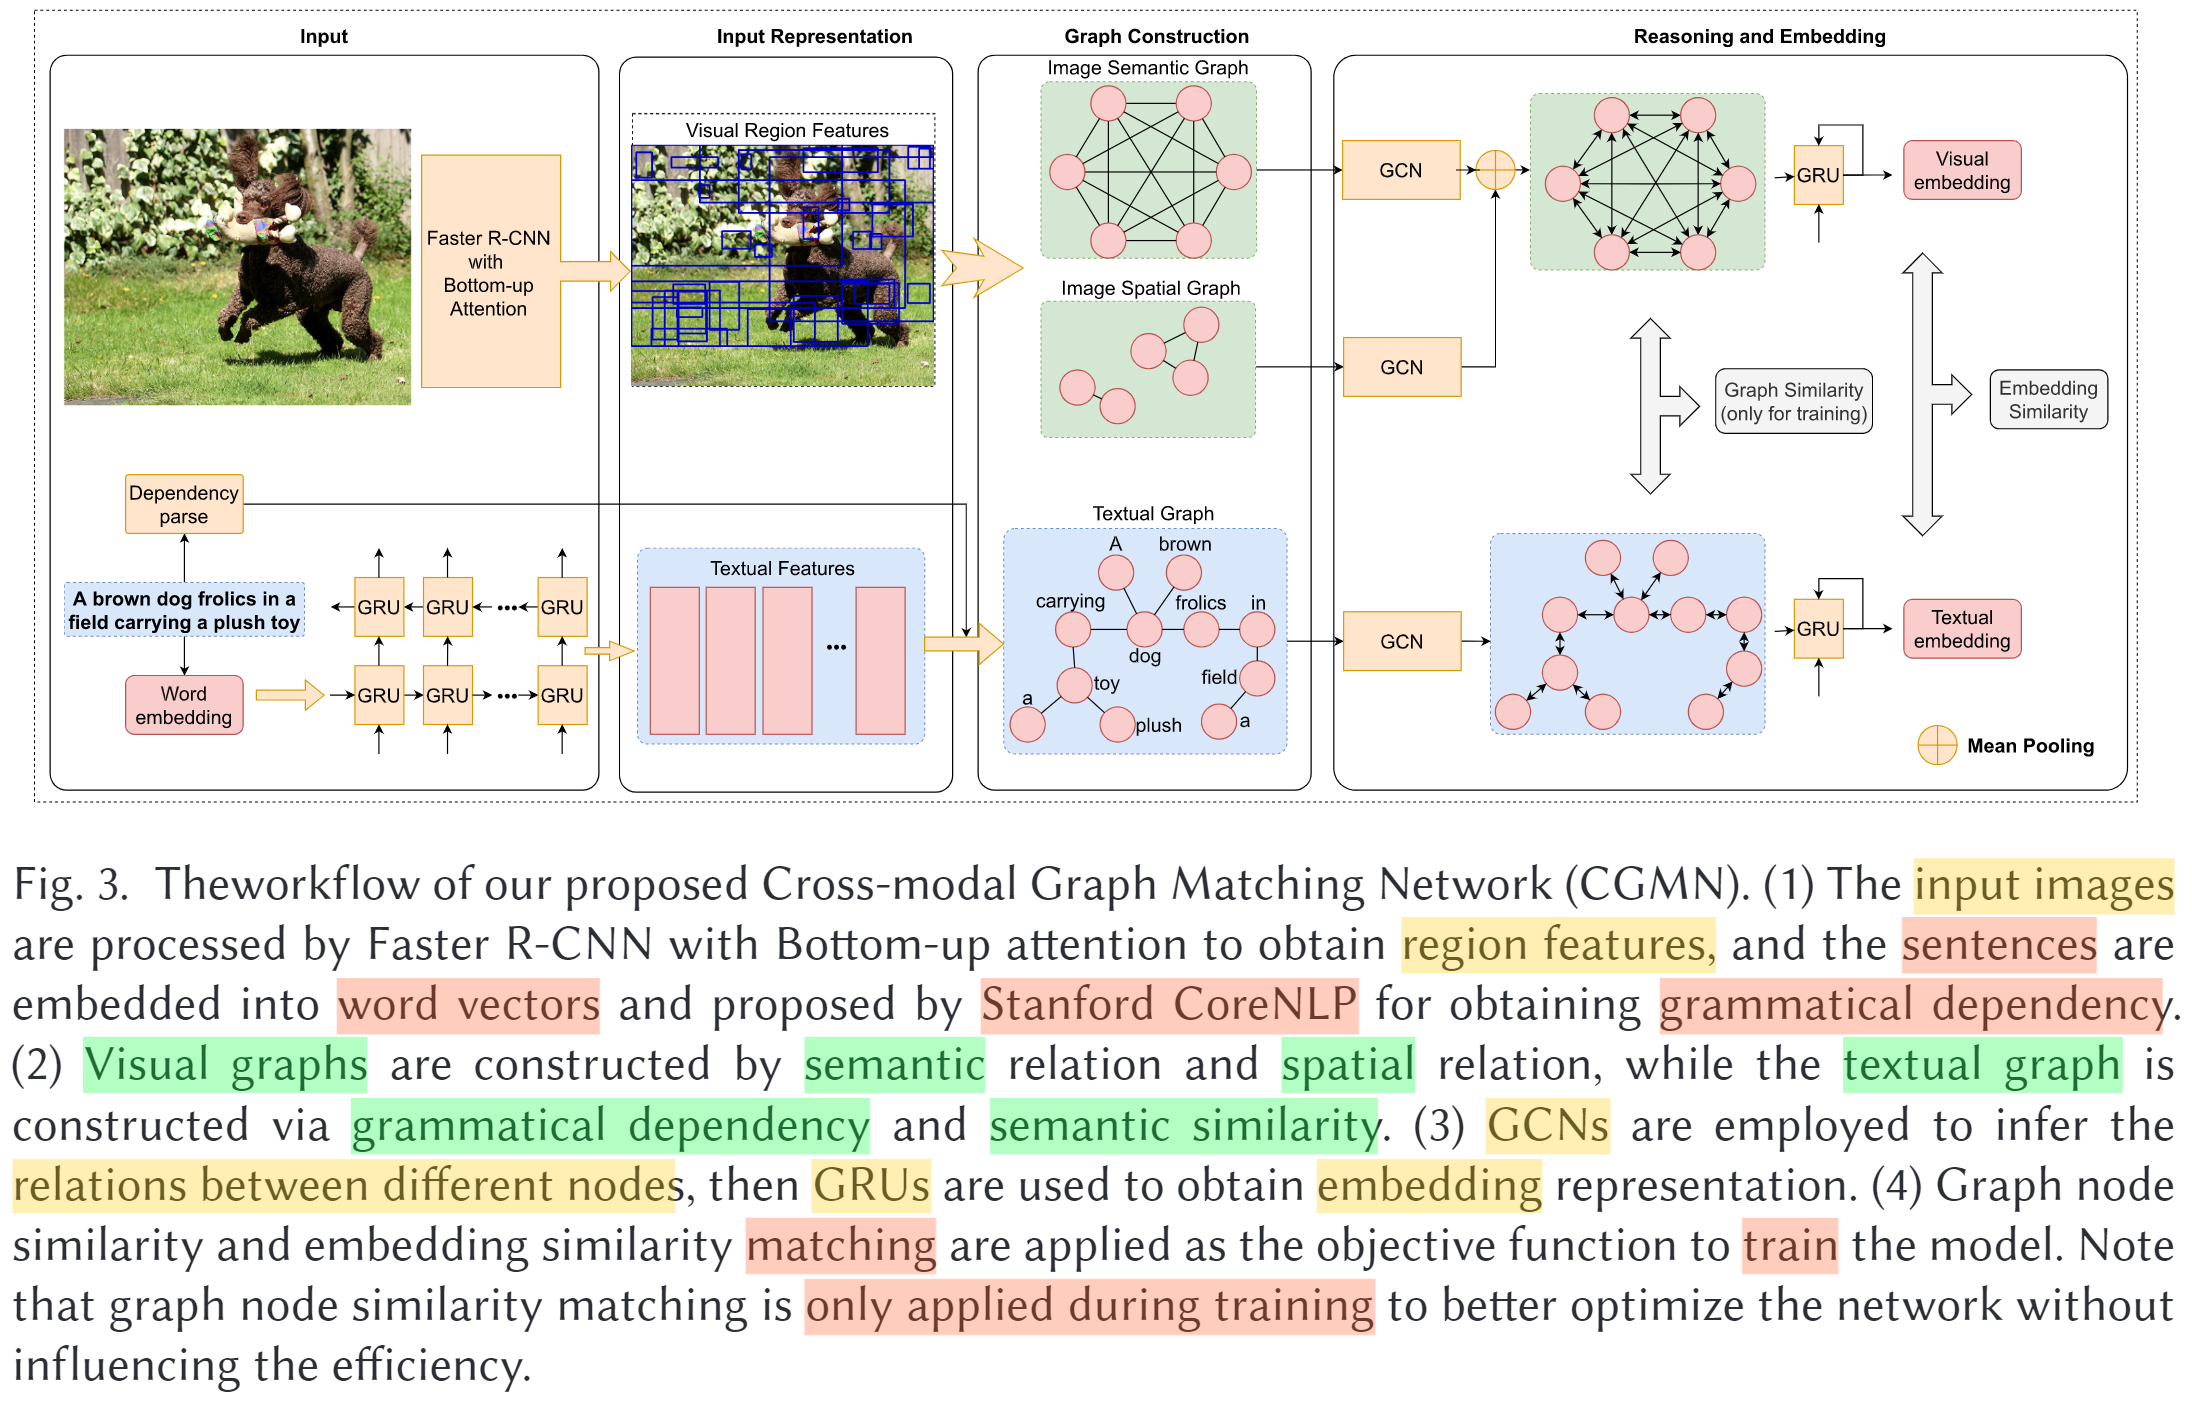 Input
Input Representation
Graph Construction
Reasoning and Embedding
Faster R-CNN
with
Bottom-up
Attention
Visual Region Features
Image Semantic Graph
Image Spatial Graph
GCN
GCN
GRU
Visual
embedding
Graph Similarity
(only for training)
Embedding
Similarity
Dependency
parse
A brown dog frolics in a
field carrying a plush toy
Word
embedding
GRU
GRU
•••
GRU
GRU
GRU
•••
GRU
Textual Features
•••
Textual Graph
A
brown
carrying
frolics
in
dog
toy
field
a
plush
a
GCN
GRU
Textual
embedding
Mean Pooling
Fig. 3. Theworkflow of our proposed Cross-modal Graph Matching Network (CGMN). (1) The input images
are processed by Faster R-CNN with Bottom-up attention to obtain region features, and the sentences are
embedded into word vectors and proposed by Stanford CoreNLP for obtaining grammatical dependency.
(2) Visual graphs are constructed by semantic relation and spatial relation, while the textual graph is
constructed via grammatical dependency and semantic similarity. (3) GCNs are employed to infer the
relations between different nodes, then GRUs are used to obtain embedding representation. (4) Graph node
similarity and embedding similarity matching are applied as the objective function to train the model. Note
that graph node similarity matching is only applied during training to better optimize the network without
influencing the efficiency.